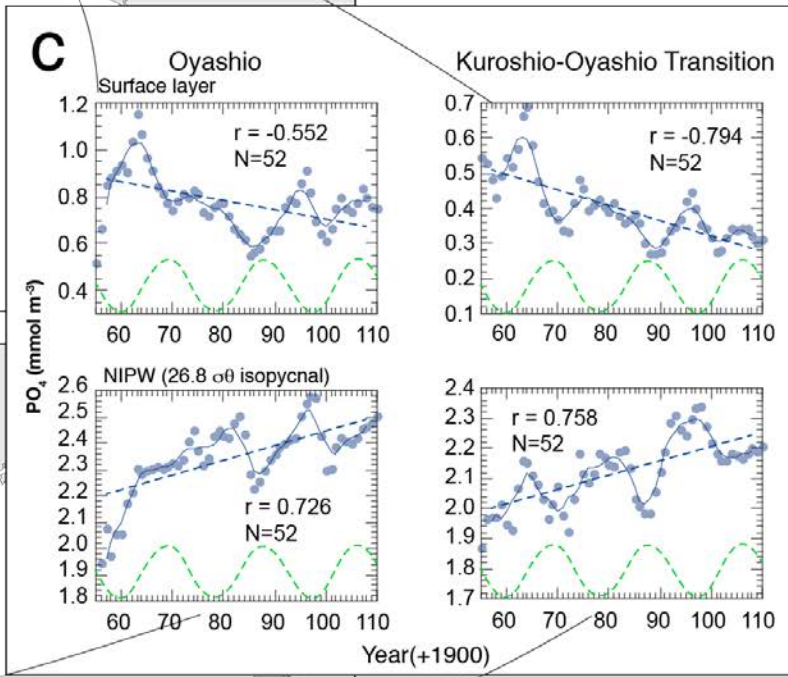 C
Oyashio
Kuroshio-Oyashio Transition
Surface layer
1.2
1.0
0.8
0.6
0.4
r = -0.552
N=52
60 70 80 90 100 110
0.7
0.6
0.5
0.4
0.3
0.2
0.1
r = -0.794
N=52
60 70 80 90 100 110
PO4 (mmol m-3)
NIPW (26.8 σθ isopycnal)
2.6
2.5
2.4
2.3
2.2
2.1
2.0
1.9
1.8
r = 0.726
N=52
60 70 80 90 100 110
2.4
2.3
2.2
2.1
2.0
1.9
1.8
1.7
r = 0.758
N=52
60 70 80 90 100 110
Year(+1900)